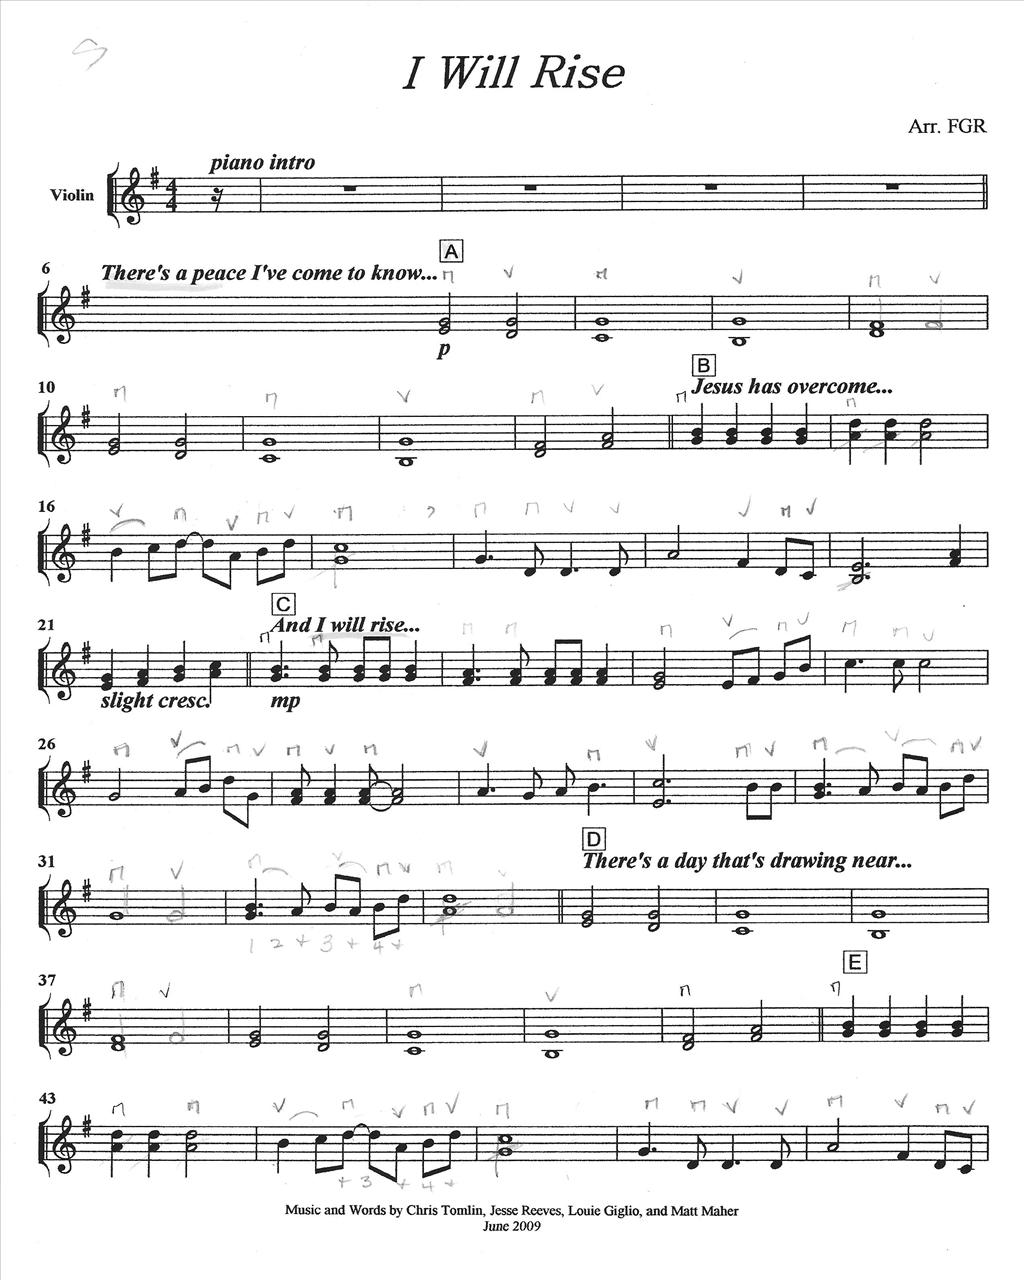 I Will Rise
Arr. FGR
piano intro
Violin
A
6
There's a peace I've come to know...
p
B
10
Jesus has overcome...
16
C
21
And I will rise...
slight cresc.
mp
26
D
31
There's a day that's drawing near...
1 2 + 3 + 4 +
E
37
43
+ 3 + 4 +
Music and Words by Chris Tomlin, Jesse Reeves, Louie Giglio, and Matt Maher
June 2009